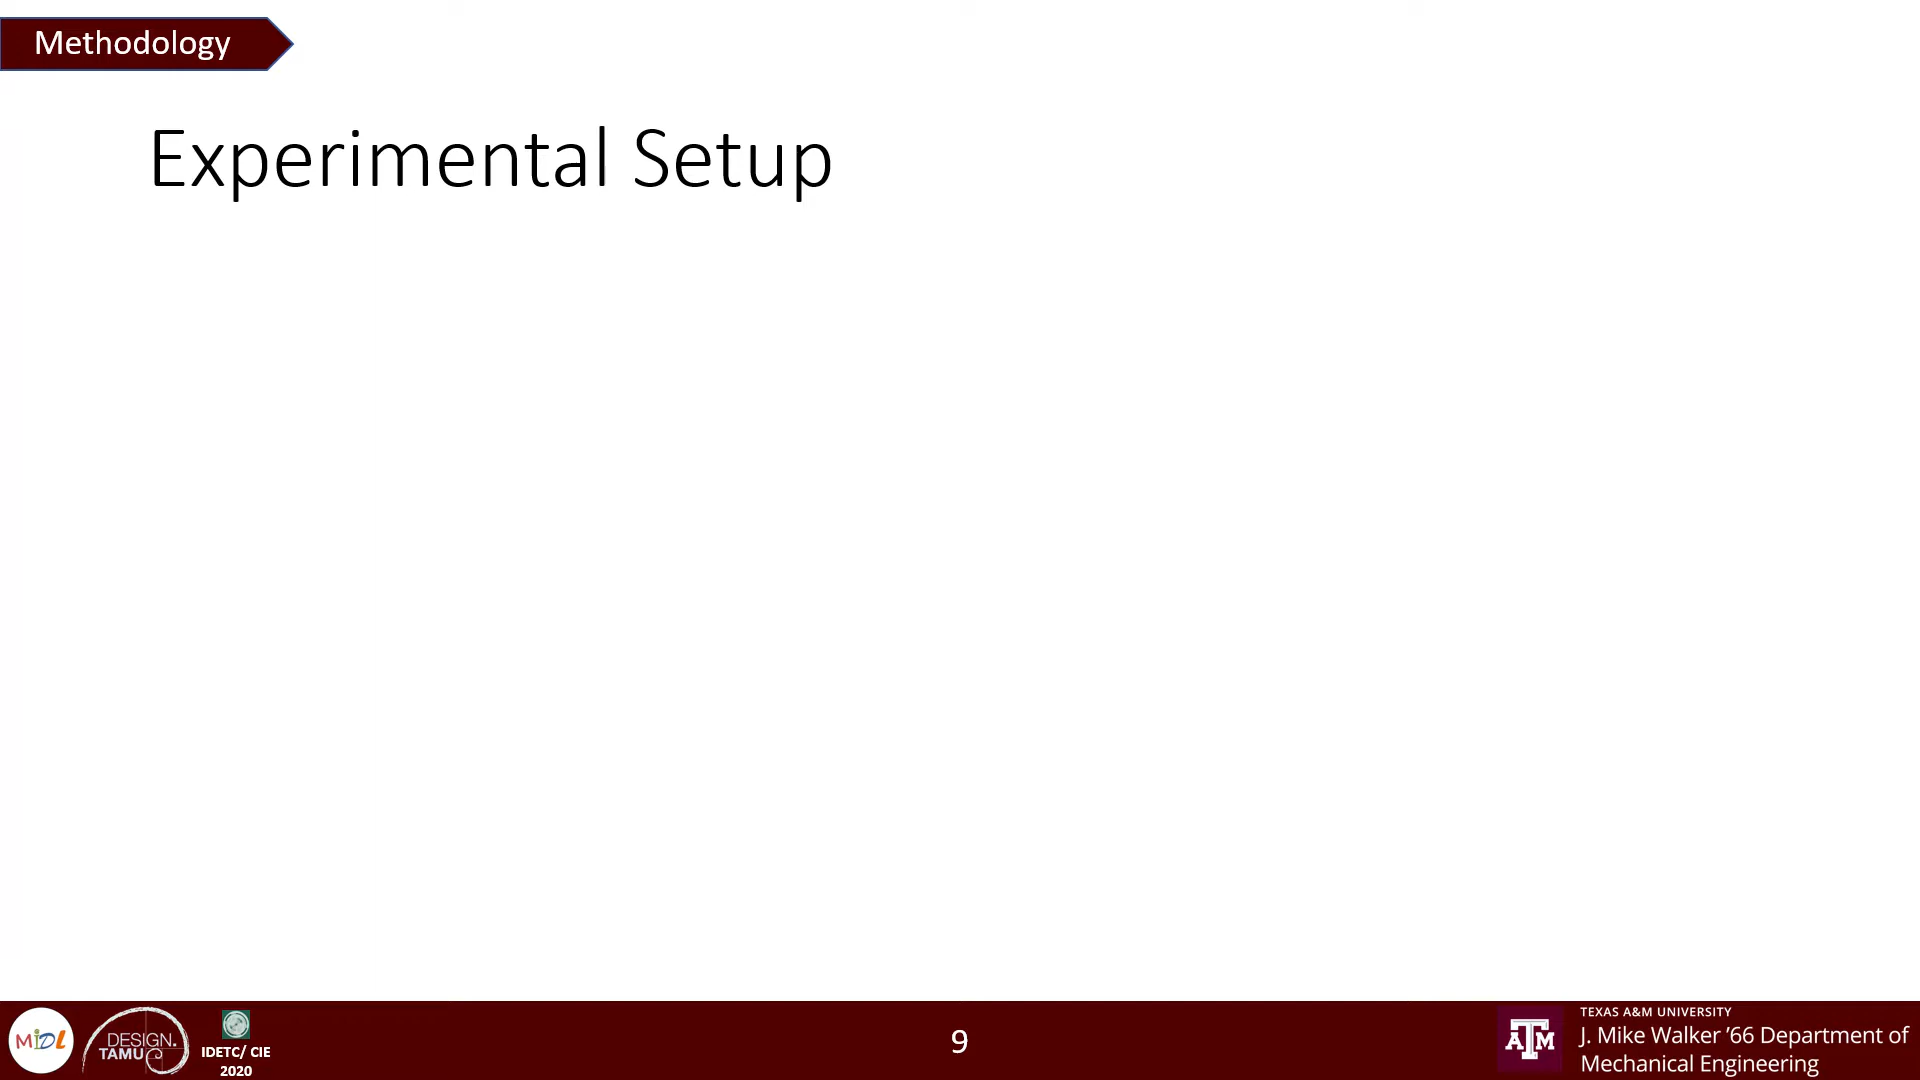 Methodology
Experimental Setup
MiDL
DESIGN.
TAMU
IDETC/ CIE
2020
9
ATM
TEXAS A&M UNIVERSITY
J. Mike Walker ’66 Department of
Mechanical Engineering